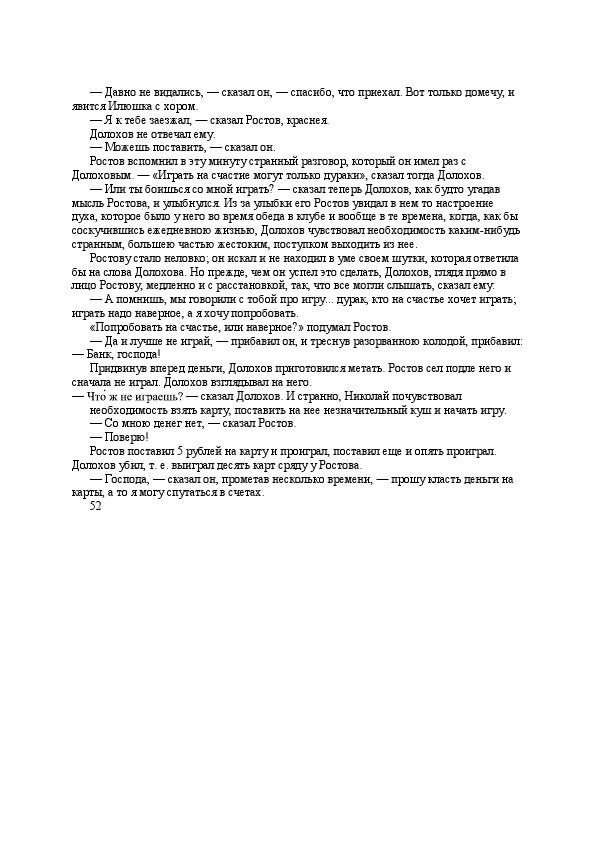 — Давно не видались, — сказал он, — спасибо, что приехал. Вот только домечу, и
явится Илюшка с хором.
— Я к тебе заезжал, — сказал Ростов, краснея.
Долохов не отвечал ему.
— Можешь поставить, — сказал он.
Ростов вспомнил в эту минуту странный разговор, который он имел раз с
Долоховым. — «Играть на счастие могут только дураки», сказал тогда Долохов.
— Или ты боишься со мной играть? — сказал теперь Долохов, как будто угадав
мысль Ростова, и улыбнулся. Из за улыбки его Ростов увидал в нем то настроение
духа, которое было у него во время обеда в клубе и вообще в те времена, когда, как бы
соскучившись ежедневною жизнью, Долохов чувствовал необходимость каким-нибудь
странным, большею частью жестоким, поступком выходить из нее.
Ростову стало неловко; он искал и не находил в уме своем шутки, которая ответила
бы на слова Долохова. Но прежде, чем он успел это сделать, Долохов, глядя прямо в
лицо Ростову, медленно и с расстановкой, так, что все могли слышать, сказал ему:
— А помнишь, мы говорили с тобой про игру... дурак, кто на счастье хочет играть;
играть надо наверное, а я хочу попробовать.
«Попробовать на счастье, или наверное?» подумал Ростов.
— Да и лучше не играй, — прибавил он, и треснув разорванною колодой, прибавил:
— Банк, господа!
Придвинув вперед деньги, Долохов приготовился метать. Ростов сел подле него и
сначала не играл. Долохов взглядывал на него.
— Что́ ж не играешь? — сказал Долохов. И странно, Николай почувствовал
необходимость взять карту, поставить на нее незначительный куш и начать игру.
— Со мною денег нет, — сказал Ростов.
— Поверю!
Ростов поставил 5 рублей на карту и проиграл, поставил еще и опять проиграл.
Долохов убил, т. е. выиграл десять карт сряду у Ростова.
— Господа, — сказал он, прометав несколько времени, — прошу класть деньги на
карты, а то я могу спутаться в счетах.
52